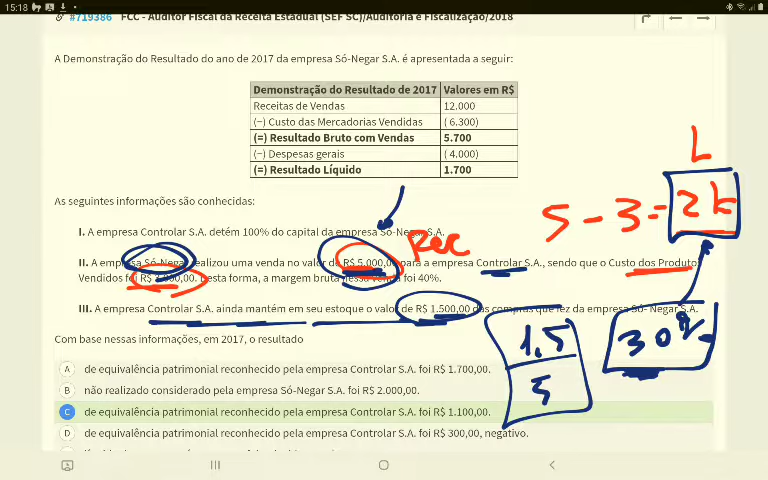 15:18
#719386 FCC - Auditor Fiscal da Receita Estadual (SEF SC)/Auditoria e Fiscalização/2018
A Demonstração do Resultado do ano de 2017 da empresa Só-Negar S.A. é apresentada a seguir:
Demonstração do Resultado de 2017 Valores em R$
Receitas de Vendas 12.000
(−) Custo das Mercadorias Vendidas ( 6.300)
(=) Resultado Bruto com Vendas 5.700
(−) Despesas gerais ( 4.000)
(=) Resultado Líquido 1.700
L
5 - 3 = 2k
As seguintes informações são conhecidas:
I. A empresa Controlar S.A. detém 100% do capital da empresa Só-Negar S.A.
Rec
II. A empresa Só-Negar realizou uma venda no valor de R$ 5.000,00 para a empresa Controlar S.A., sendo que o Custo dos Produtos
Vendidos foi R$ 3.000,00. Desta forma, a margem bruta nessa venda foi 40%.
III. A empresa Controlar S.A. ainda mantém em seu estoque o valor de R$ 1.500,00 das compras que fez da empresa Só- Negar S.A.
1,5
5
30%
Com base nessas informações, em 2017, o resultado
A de equivalência patrimonial reconhecido pela empresa Controlar S.A. foi R$ 1.700,00.
B não realizado considerado pela empresa Só-Negar S.A. foi R$ 2.000,00.
C de equivalência patrimonial reconhecido pela empresa Controlar S.A. foi R$ 1.100,00.
D de equivalência patrimonial reconhecido pela empresa Controlar S.A. foi R$ 300,00, negativo.